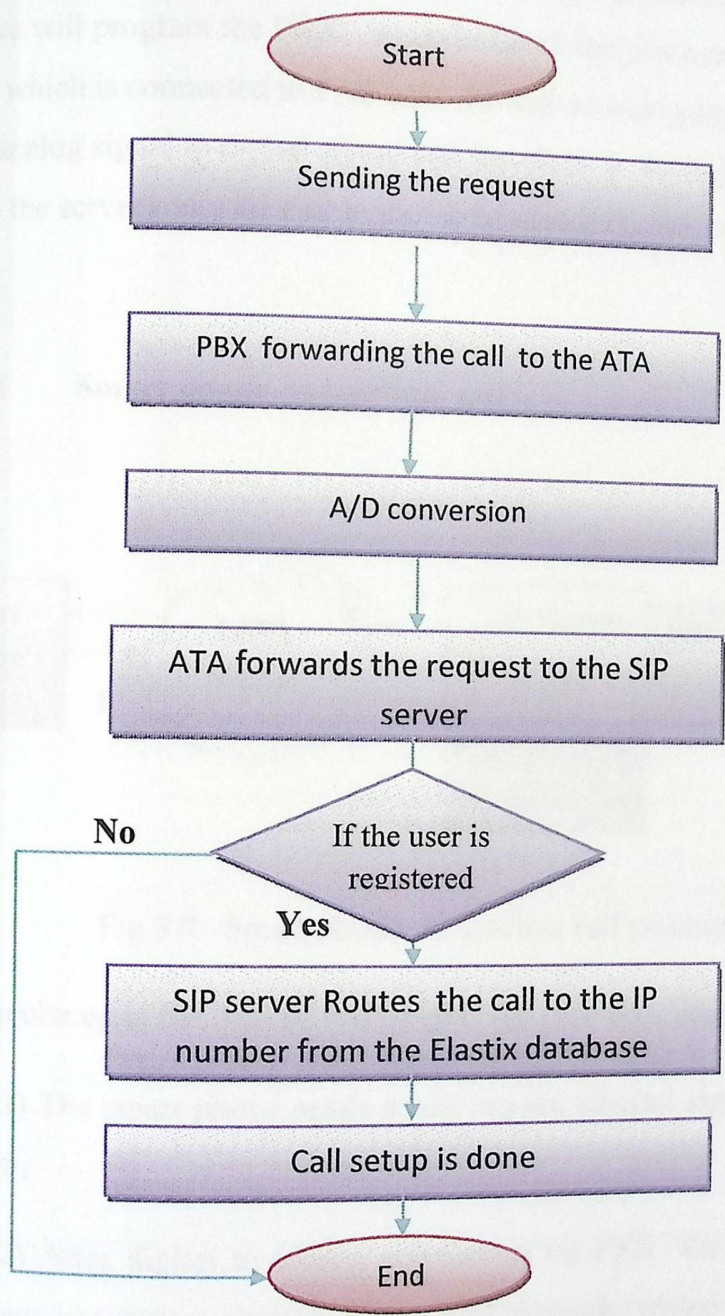 Start
Sending the request
PBX forwarding the call to the ATA
A/D conversion
ATA forwards the request to the SIP
server
No
If the user is
registered
Yes
SIP server Routes the call to the IP
number from the Elastix database
Call setup is done
End